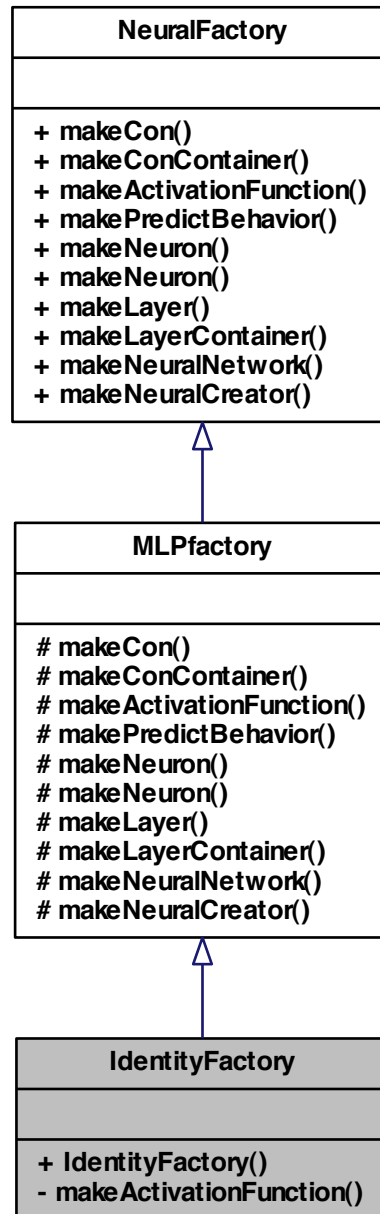 NeuralFactory
+ makeCon()
+ makeConContainer()
+ makeActivationFunction()
+ makePredictBehavior()
+ makeNeuron()
+ makeNeuron()
+ makeLayer()
+ makeLayerContainer()
+ makeNeuralNetwork()
+ makeNeuralCreator()
MLPfactory
# makeCon()
# makeConContainer()
# makeActivationFunction()
# makePredictBehavior()
# makeNeuron()
# makeNeuron()
# makeLayer()
# makeLayerContainer()
# makeNeuralNetwork()
# makeNeuralCreator()
IdentityFactory
+ IdentityFactory()
- makeActivationFunction()